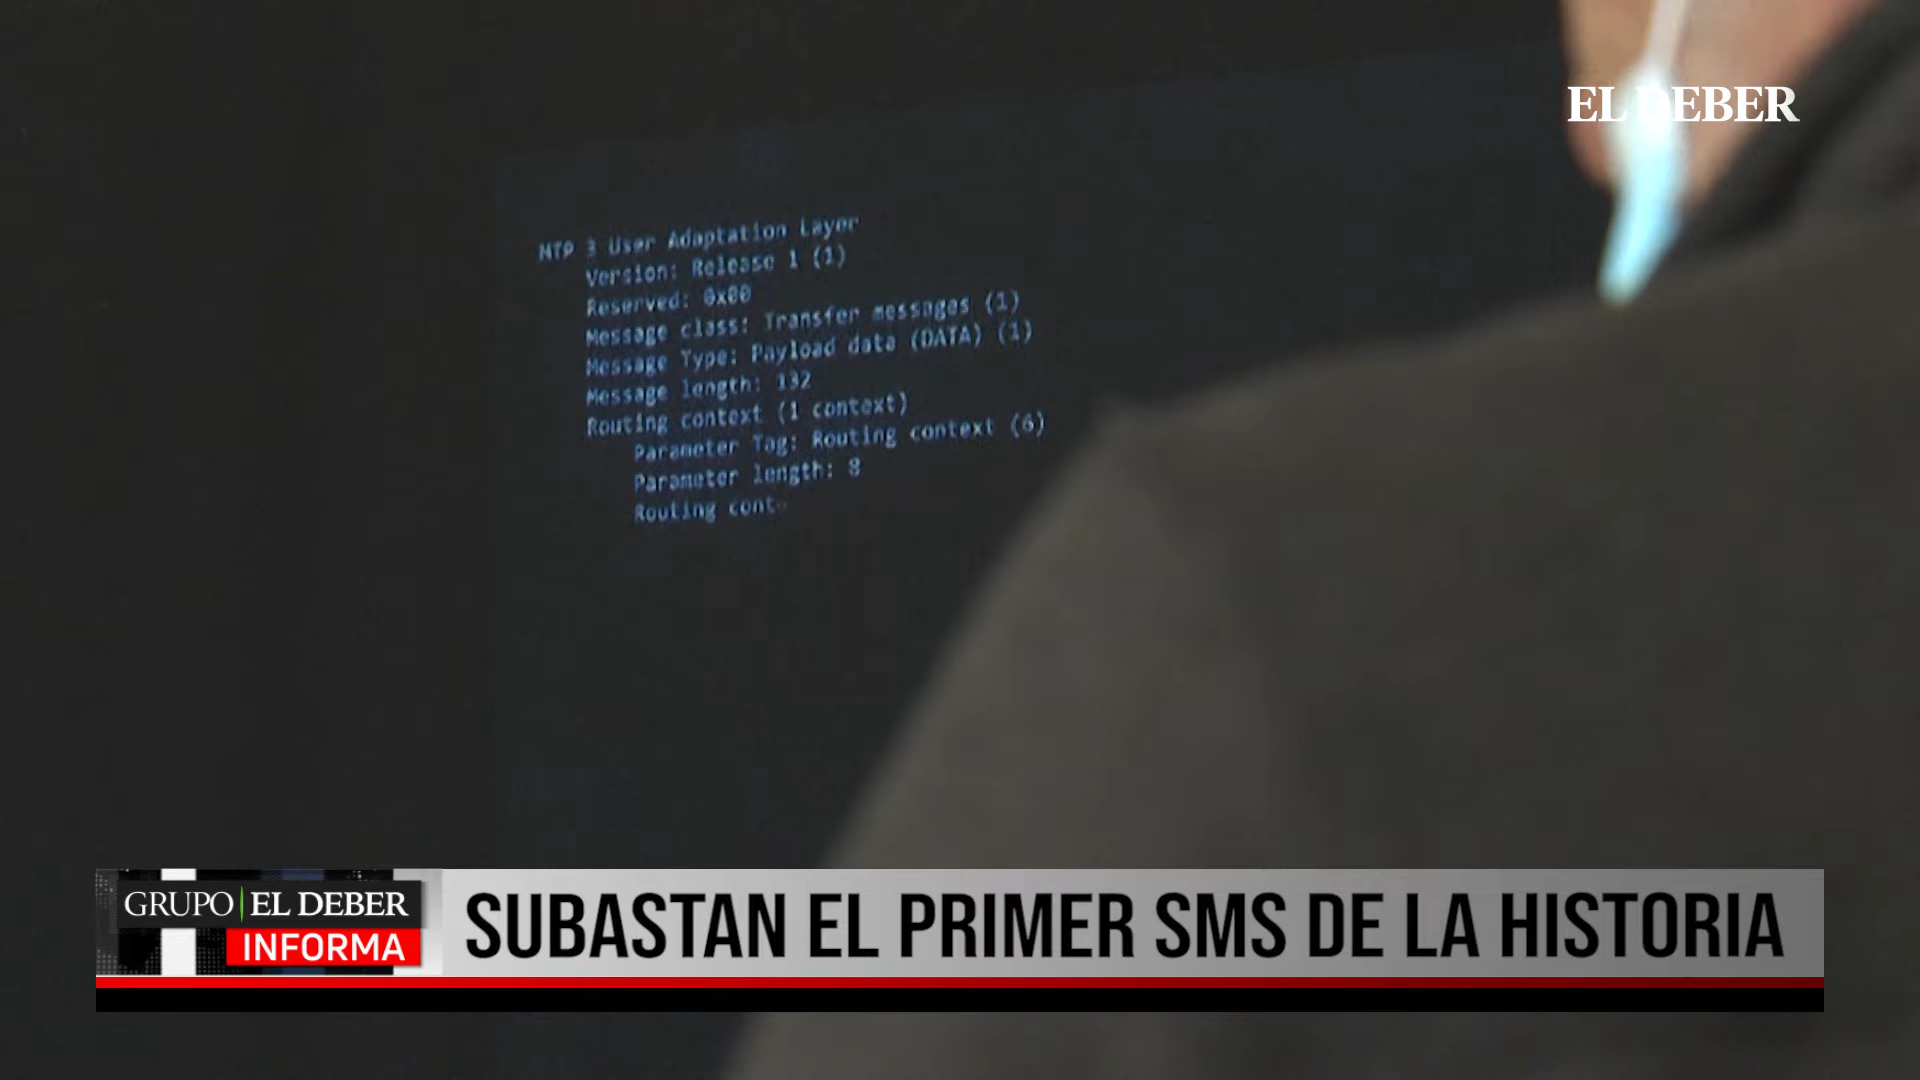 EL DEBER
MTP 3 User Adaptation Layer
Version: Release 1 (1)
Reserved: 0x00
Message class: Transfer messages (1)
Message Type: Payload data (DATA) (1)
Message length: 132
Routing context (1 context)
Parameter Tag: Routing context (6)
Parameter length: 8
Routing conte
GRUPO EL DEBER
INFORMA
SUBASTAN EL PRIMER SMS DE LA HISTORIA